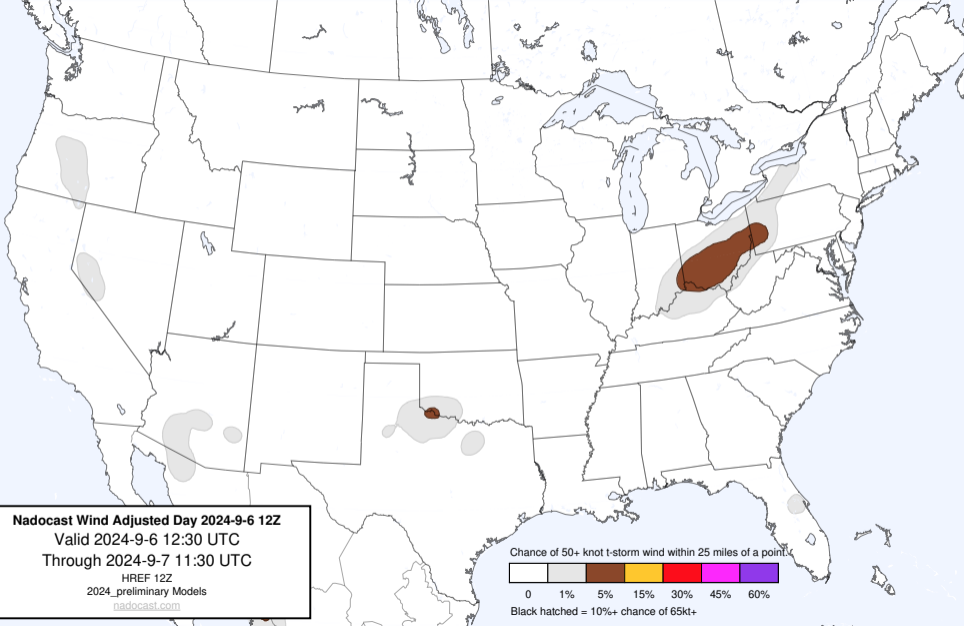 Nadocast Wind Adjusted Day 2024-9-6 12Z
Valid 2024-9-6 12:30 UTC
Through 2024-9-7 11:30 UTC
HREF 12Z
2024_preliminary Models
nadocast.com
Chance of 50+ knot t-storm wind within 25 miles of a point.
0 1% 5% 15% 30% 45% 60%
Black hatched = 10%+ chance of 65kt+